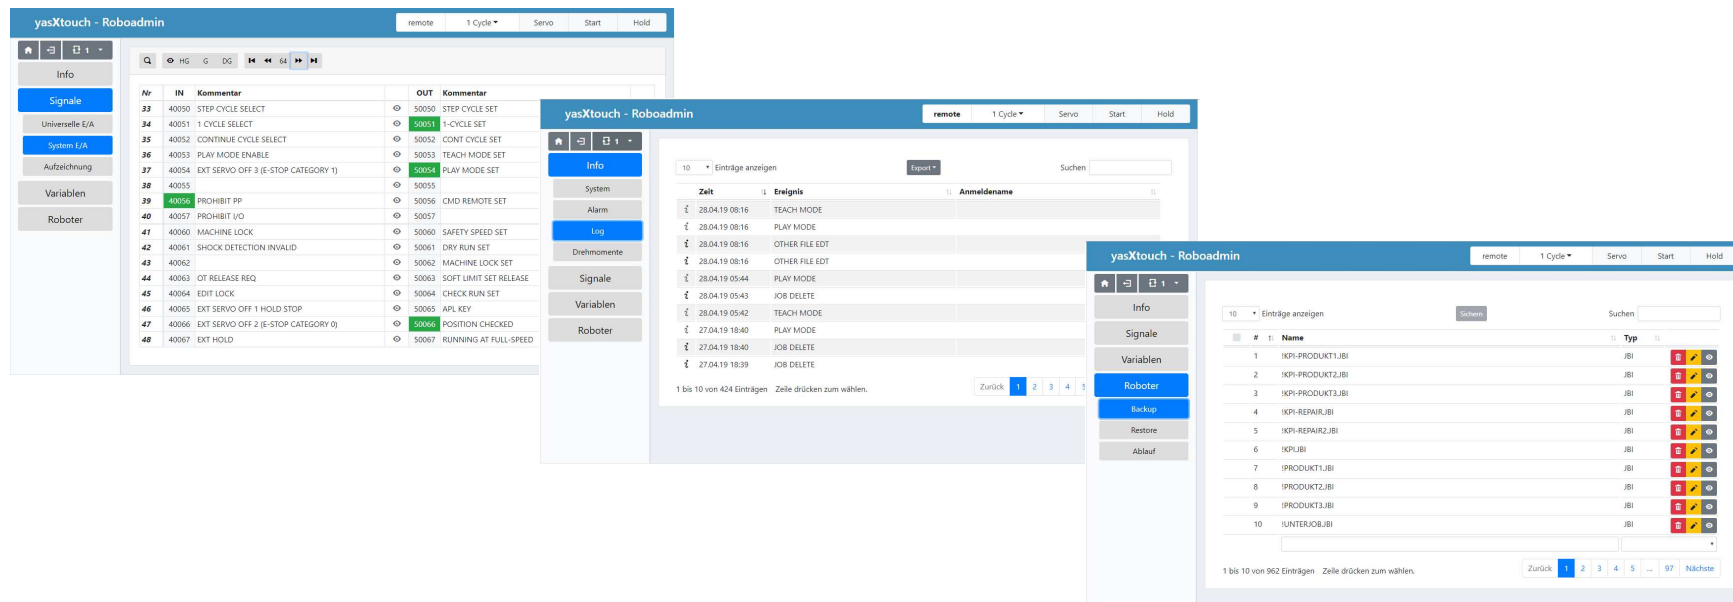 yasXtouch - Roboadmin
remote 1 Cycle Servo Start Hold
1
Info
Signale
Universelle E/A
System E/A
Aufzeichnung
Variablen
Roboter
HG G DG 64
Nr IN Kommentar OUT Kommentar
33 40050 STEP CYCLE SELECT 50050 STEP CYCLE SET
34 40051 1 CYCLE SELECT 50051 1-CYCLE SET
35 40052 CONTINUE CYCLE SELECT 50052 CONT CYCLE SET
36 40053 PLAY MODE ENABLE 50053 TEACH MODE SET
37 40054 EXT SERVO OFF 3 (E-STOP CATEGORY 1) 50054 PLAY MODE SET
38 40055 50055
39 40056 PROHIBIT PP 50056 CMD REMOTE SET
40 40057 PROHIBIT I/O 50057
41 40060 MACHINE LOCK 50060 SAFETY SPEED SET
42 40061 SHOCK DETECTION INVALID 50061 DRY RUN SET
43 40062 50062 MACHINE LOCK SET
44 40063 OT RELEASE REQ 50063 SOFT LIMIT SET RELEASE
45 40064 EDIT LOCK 50064 CHECK RUN SET
46 40065 EXT SERVO OFF 1 HOLD STOP 50065 APL KEY
47 40066 EXT SERVO OFF 2 (E-STOP CATEGORY 0) 50066 POSITION CHECKED
48 40067 EXT HOLD 50067 RUNNING AT FULL-SPEED
yasXtouch - Roboadmin
remote 1 Cycle Servo Start Hold
1
Info
System
Alarm
Log
Drehmomente
Signale
Variablen
Roboter
10 Einträge anzeigen Export Suchen
Zeit Ereignis Anmeldename
28.04.19 08:16 TEACH MODE
28.04.19 08:16 PLAY MODE
28.04.19 08:16 OTHER FILE EDT
28.04.19 08:16 OTHER FILE EDT
28.04.19 05:44 PLAY MODE
28.04.19 05:43 JOB DELETE
28.04.19 05:42 TEACH MODE
27.04.19 18:40 PLAY MODE
27.04.19 18:40 JOB DELETE
27.04.19 18:39 JOB DELETE
1 bis 10 von 424 Einträgen Zeile drücken zum wählen. Zurück 1 2 3 4
yasXtouch - Roboadmin
remote 1 Cycle Servo Start Hold
1
Info
Signale
Variablen
Roboter
Backup
Restore
Ablauf
10 Einträge anzeigen Sichern Suchen
# Name Typ
1 !KPI-PRODUKT1.JBI JBI
2 !KPI-PRODUKT2.JBI JBI
3 !KPI-PRODUKT3.JBI JBI
4 !KPI-REPAIR.JBI JBI
5 !KPI-REPAIR2.JBI JBI
6 !KPI.JBI JBI
7 !PRODUKT1.JBI JBI
8 !PRODUKT2.JBI JBI
9 !PRODUKT3.JBI JBI
10 !UNTERJOB.JBI JBI
1 bis 10 von 962 Einträgen Zeile drücken zum wählen. Zurück 1 2 3 4 5 ... 97 Nächste